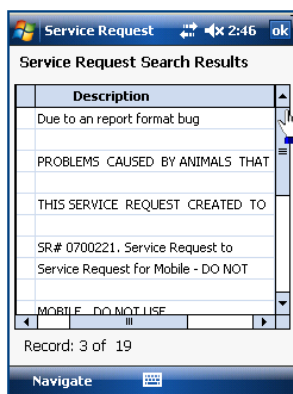 Service Request 2:46 ok
Service Request Search Results
Description
Due to an report format bug
PROBLEMS CAUSED BY ANIMALS THAT
THIS SERVICE REQUEST CREATED TO
SR# 0700221. Service Request to
Service Request for Mobile - DO NOT
MOBILE DO NOT USE
Record: 3 of 19
Navigate